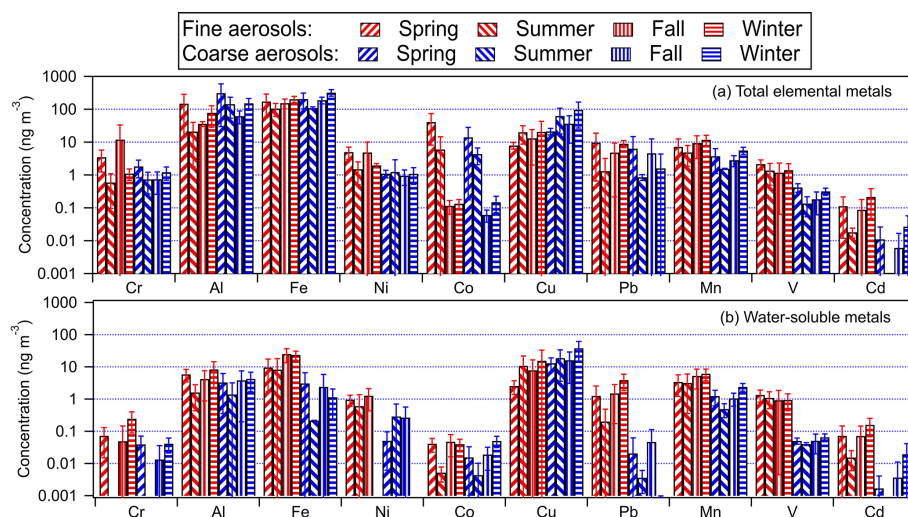 Fine aerosols: Spring Summer Fall Winter
Coarse aerosols: Spring Summer Fall Winter
(a) Total elemental metals
Concentration (ng m⁻³)
1000
100
10
1
0.1
0.01
0.001
Cr Al Fe Ni Co Cu Pb Mn V Cd
(b) Water-soluble metals
Concentration (ng m⁻³)
1000
100
10
1
0.1
0.01
0.001
Cr Al Fe Ni Co Cu Pb Mn V Cd